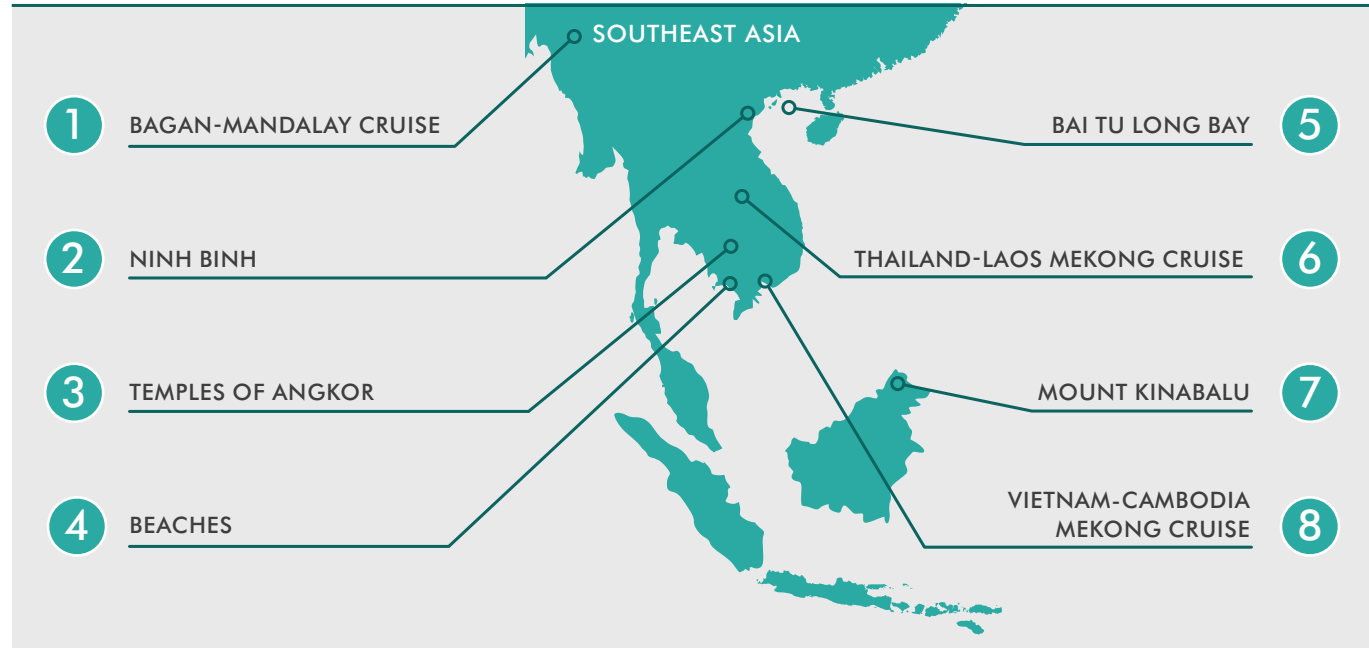 SOUTHEAST ASIA
1 BAGAN-MANDALAY CRUISE
2 NINH BINH
3 TEMPLES OF ANGKOR
4 BEACHES
BAI TU LONG BAY 5
THAILAND-LAOS MEKONG CRUISE 6
MOUNT KINABALU 7
VIETNAM-CAMBODIA
MEKONG CRUISE 8